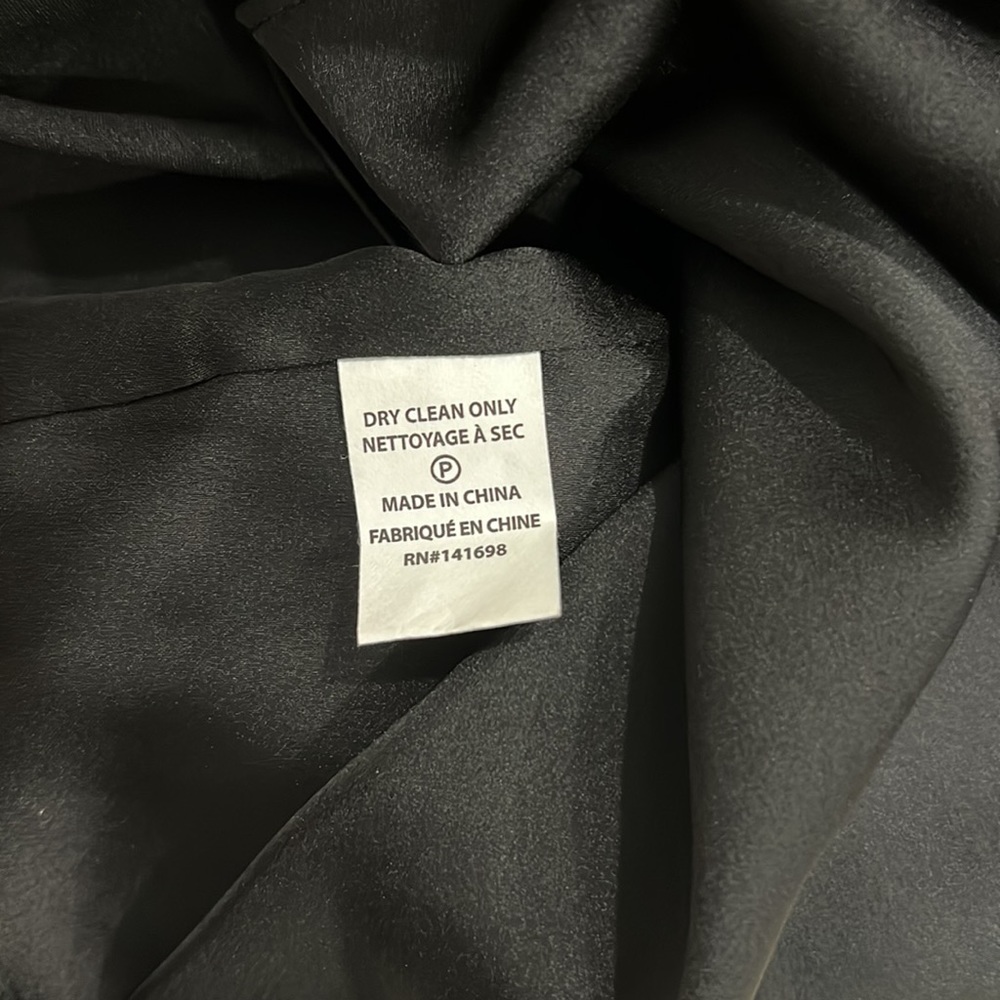 DRY CLEAN ONLY
NETTOYAGE À SEC
P
MADE IN CHINA
FABRIQUÉ EN CHINE
RN#141698